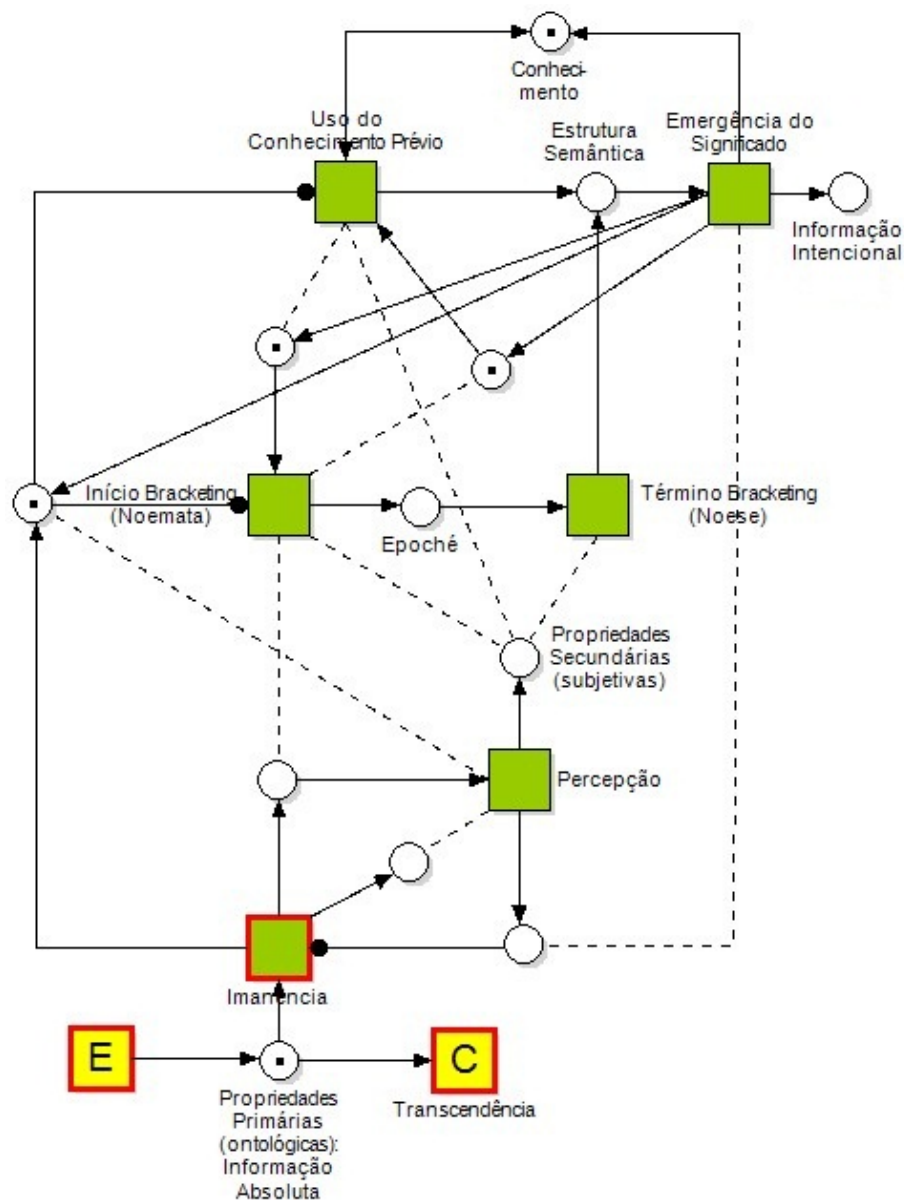 Conheci-
mento
Uso do
Conhecimento Prévio
Estrutura
Semântica
Emergência do
Significado
Informação
Intencional
Início Bracketing
(Noemata)
Epoché
Término Bracketing
(Noese)
Propriedades
Secundárias
(subjetivas)
Percepção
Imanência
E
C
Transcendência
Propriedades
Primárias
(ontológicas):
Informação
Absoluta